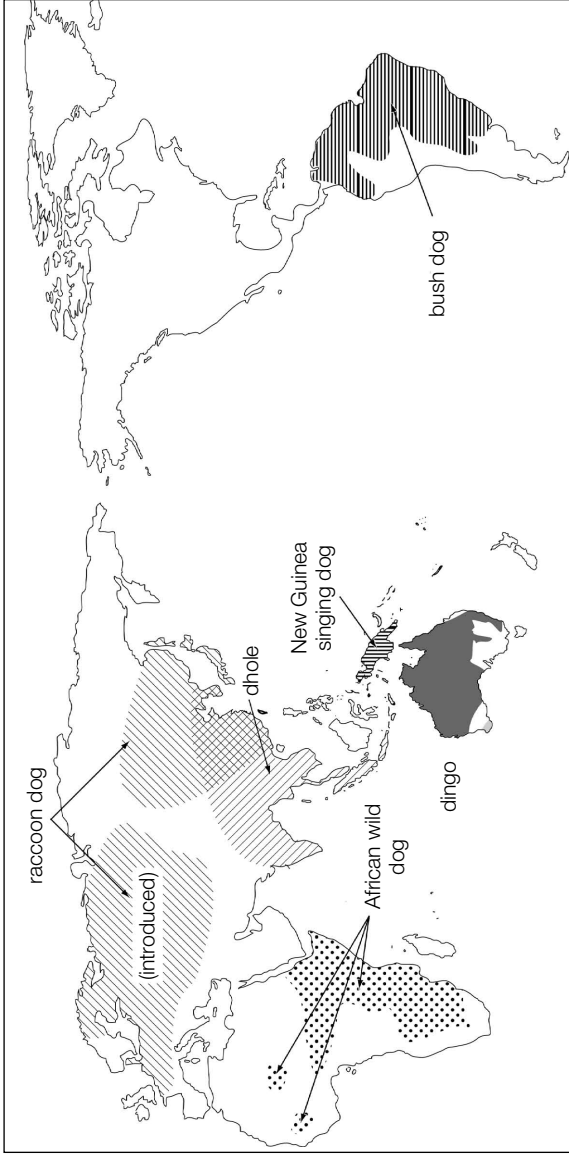 raccoon dog
(introduced)
dhole
African wild
dog
New Guinea
singing dog
dingo
bush dog